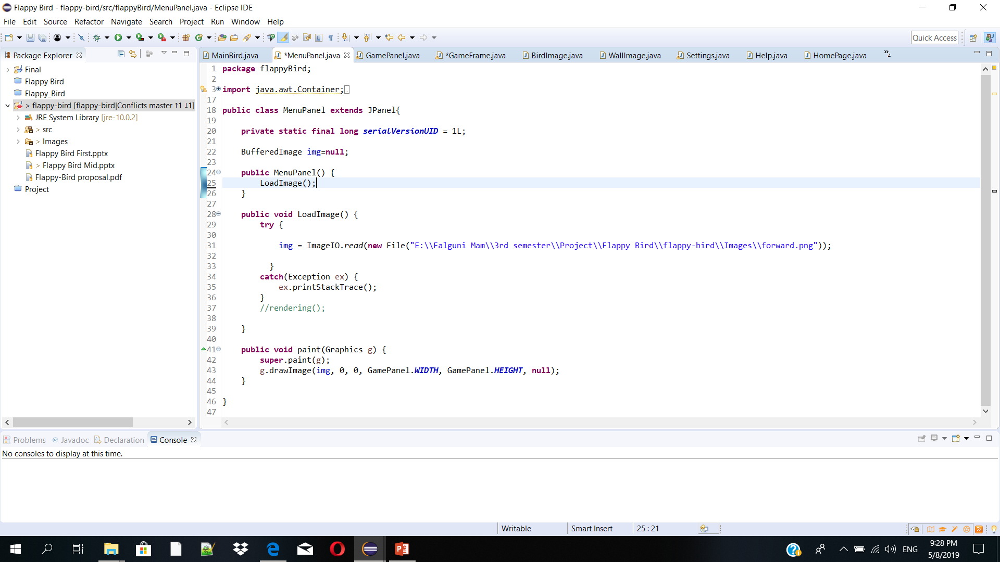 Flappy Bird - flappy-bird/src/flappyBird/MenuPanel.java - Eclipse IDE
File Edit Source Refactor Navigate Search Project Run Window Help
Quick Access
Package Explorer
Final
Flappy Bird
Flappy_Bird
> flappy-bird [flappy-bird|Conflicts master ↑1 ↓1]
JRE System Library [jre-10.0.2]
> src
> Images
Flappy Bird First.pptx
> Flappy Bird Mid.pptx
Flappy-Bird proposal.pdf
Project
MainBird.java *MenuPanel.java GamePanel.java *GameFrame.java BirdImage.java WallImage.java Settings.java Help.java HomePage.java »4
1 package flappyBird;
2
3 import java.awt.Container;
17
18 public class MenuPanel extends JPanel{
19
20 private static final long serialVersionUID = 1L;
21
22 BufferedImage img=null;
23
24 public MenuPanel() {
25 LoadImage();
26 }
27
28 public void LoadImage() {
29 try {
30
31 img = ImageIO.read(new File("E:\\Falguni Mam\\3rd semester\\Project\\Flappy Bird\\flappy-bird\\Images\\forward.png"));
32
33 }
34 catch(Exception ex) {
35 ex.printStackTrace();
36 }
37 //rendering();
38
39 }
40
41 public void paint(Graphics g) {
42 super.paint(g);
43 g.drawImage(img, 0, 0, GamePanel.WIDTH, GamePanel.HEIGHT, null);
44 }
45
46 }
47
Problems @ Javadoc Declaration Console
No consoles to display at this time.
Writable Smart Insert 25 : 21
ENG
9:28 PM
5/8/2019